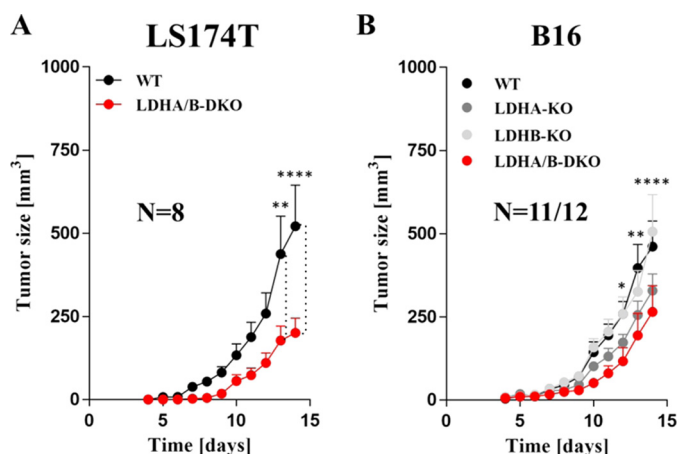 A
LS174T
1000
750
500
250
0
Tumor size [mm³]
WT
LDHA/B-DKO
N=8
**
****
0
5
10
15
Time [days]
B
B16
1000
750
500
250
0
Tumor size [mm³]
WT
LDHA-KO
LDHB-KO
LDHA/B-DKO
N=11/12
*
**
****
0
5
10
15
Time [days]